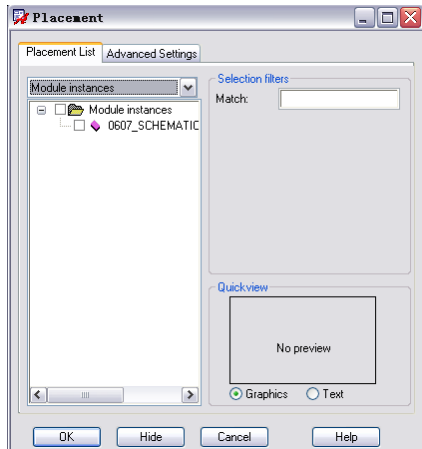 Placement
Placement List
Advanced Settings
Module instances
Module instances
0607_SCHEMATIC
Selection filters
Match:
Quickview
No preview
Graphics
Text
OK
Hide
Cancel
Help